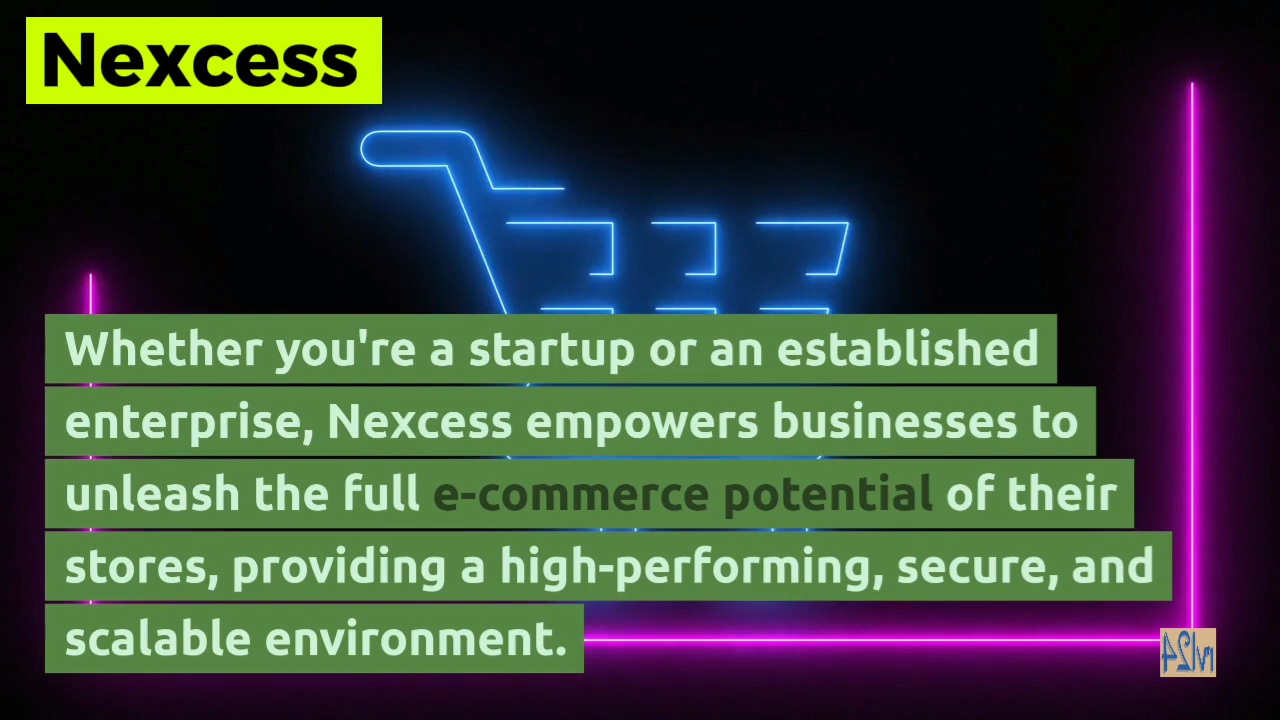 Nexcess
Whether you're a startup or an established
enterprise, Nexcess empowers businesses to
unleash the full e-commerce potential of their
stores, providing a high-performing, secure, and
scalable environment.